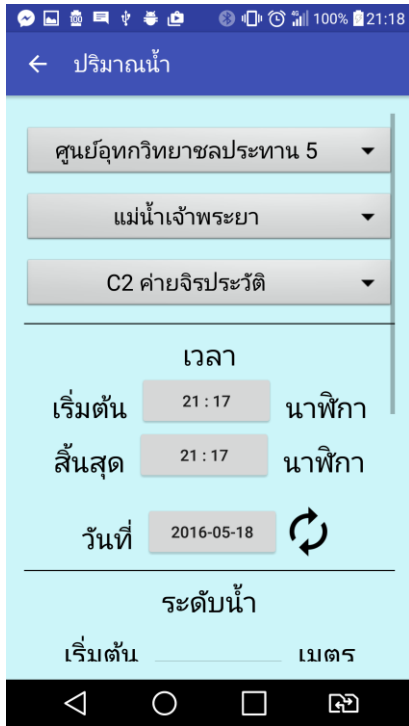 100% 21:18
ปริมาณน้ำ
ศูนย์อุทกวิทยาชลประทาน 5
แม่น้ำเจ้าพระยา
C2 ค่ายจิรประวัติ
เวลา
เริ่มต้น 21 : 17 นาฬิกา
สิ้นสุด 21 : 17 นาฬิกา
วันที่ 2016-05-18
ระดับน้ำ
เริ่มต้น เมตร